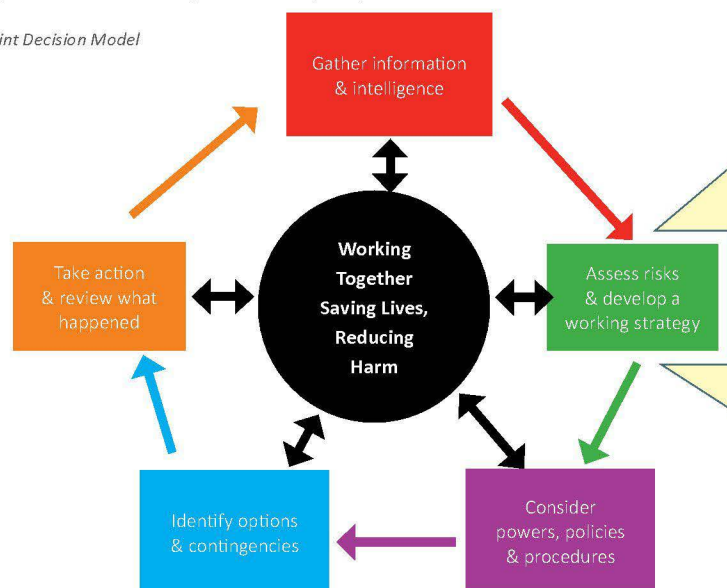 int Decision Model
Gather information
& intelligence
Assess risks
& develop a
working strategy
Consider
powers, policies
& procedures
Identify options
& contingencies
Take action
& review what
happened
Working
Together
Saving Lives,
Reducing
Harm